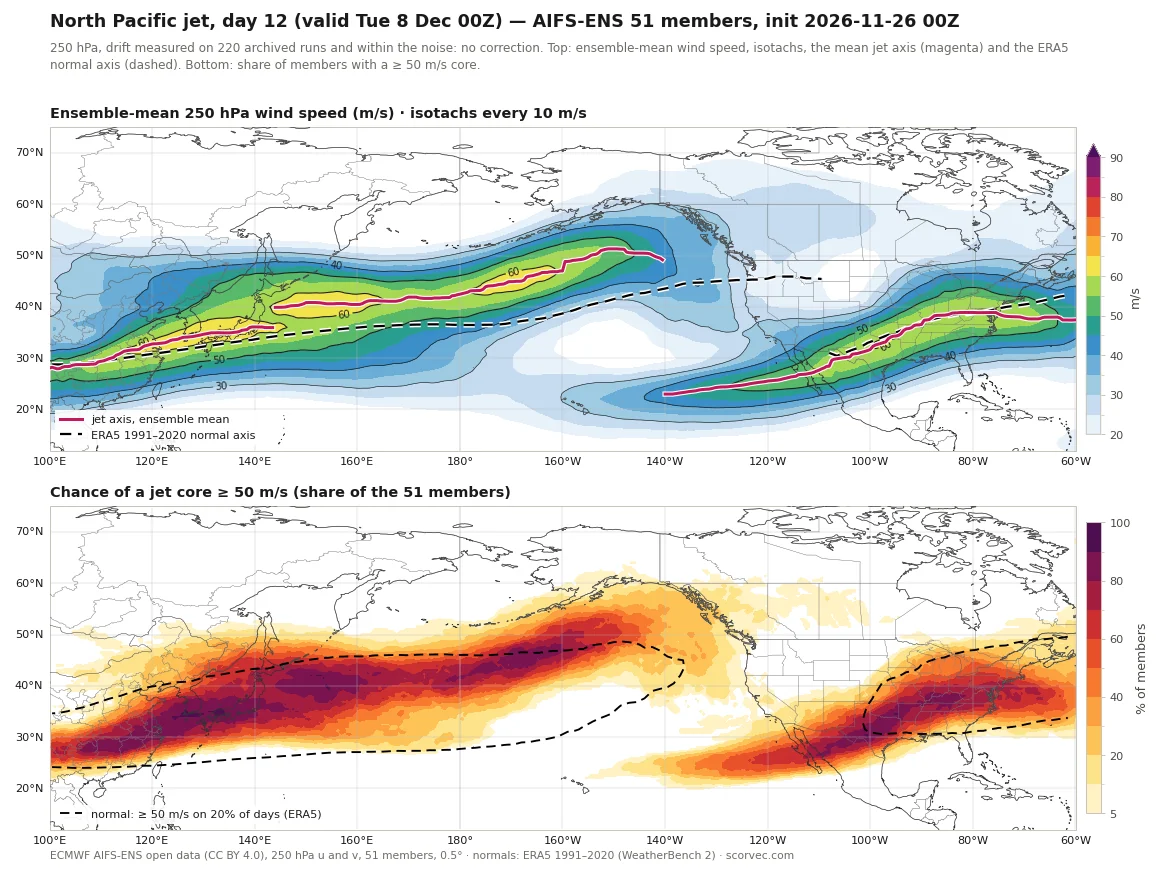 North Pacific jet, day 12 (valid Tue 8 Dec 00Z) — AIFS-ENS 51 members, init 2026-11-26 00Z
250 hPa, drift measured on 220 archived runs and within the noise: no correction. Top: ensemble-mean wind speed, isotachs, the mean jet axis (magenta) and the ERA5
normal axis (dashed). Bottom: share of members with a ≥ 50 m/s core.
Ensemble-mean 250 hPa wind speed (m/s) · isotachs every 10 m/s
70°N
60°N
50°N
40°N
30°N
20°N
40
60
60
50
30
50
40
30
jet axis, ensemble mean
ERA5 1991–2020 normal axis
100°E 120°E 140°E 160°E 180° 160°W 140°W 120°W 100°W 80°W 60°W
90
80
70
60
50
40
30
20
m/s
Chance of a jet core ≥ 50 m/s (share of the 51 members)
70°N
60°N
50°N
40°N
30°N
20°N
normal: ≥ 50 m/s on 20% of days (ERA5)
100°E 120°E 140°E 160°E 180° 160°W 140°W 120°W 100°W 80°W 60°W
100
80
60
40
20
5
% of members
ECMWF AIFS-ENS open data (CC BY 4.0), 250 hPa u and v, 51 members, 0.5° · normals: ERA5 1991–2020 (WeatherBench 2) · scorvec.com